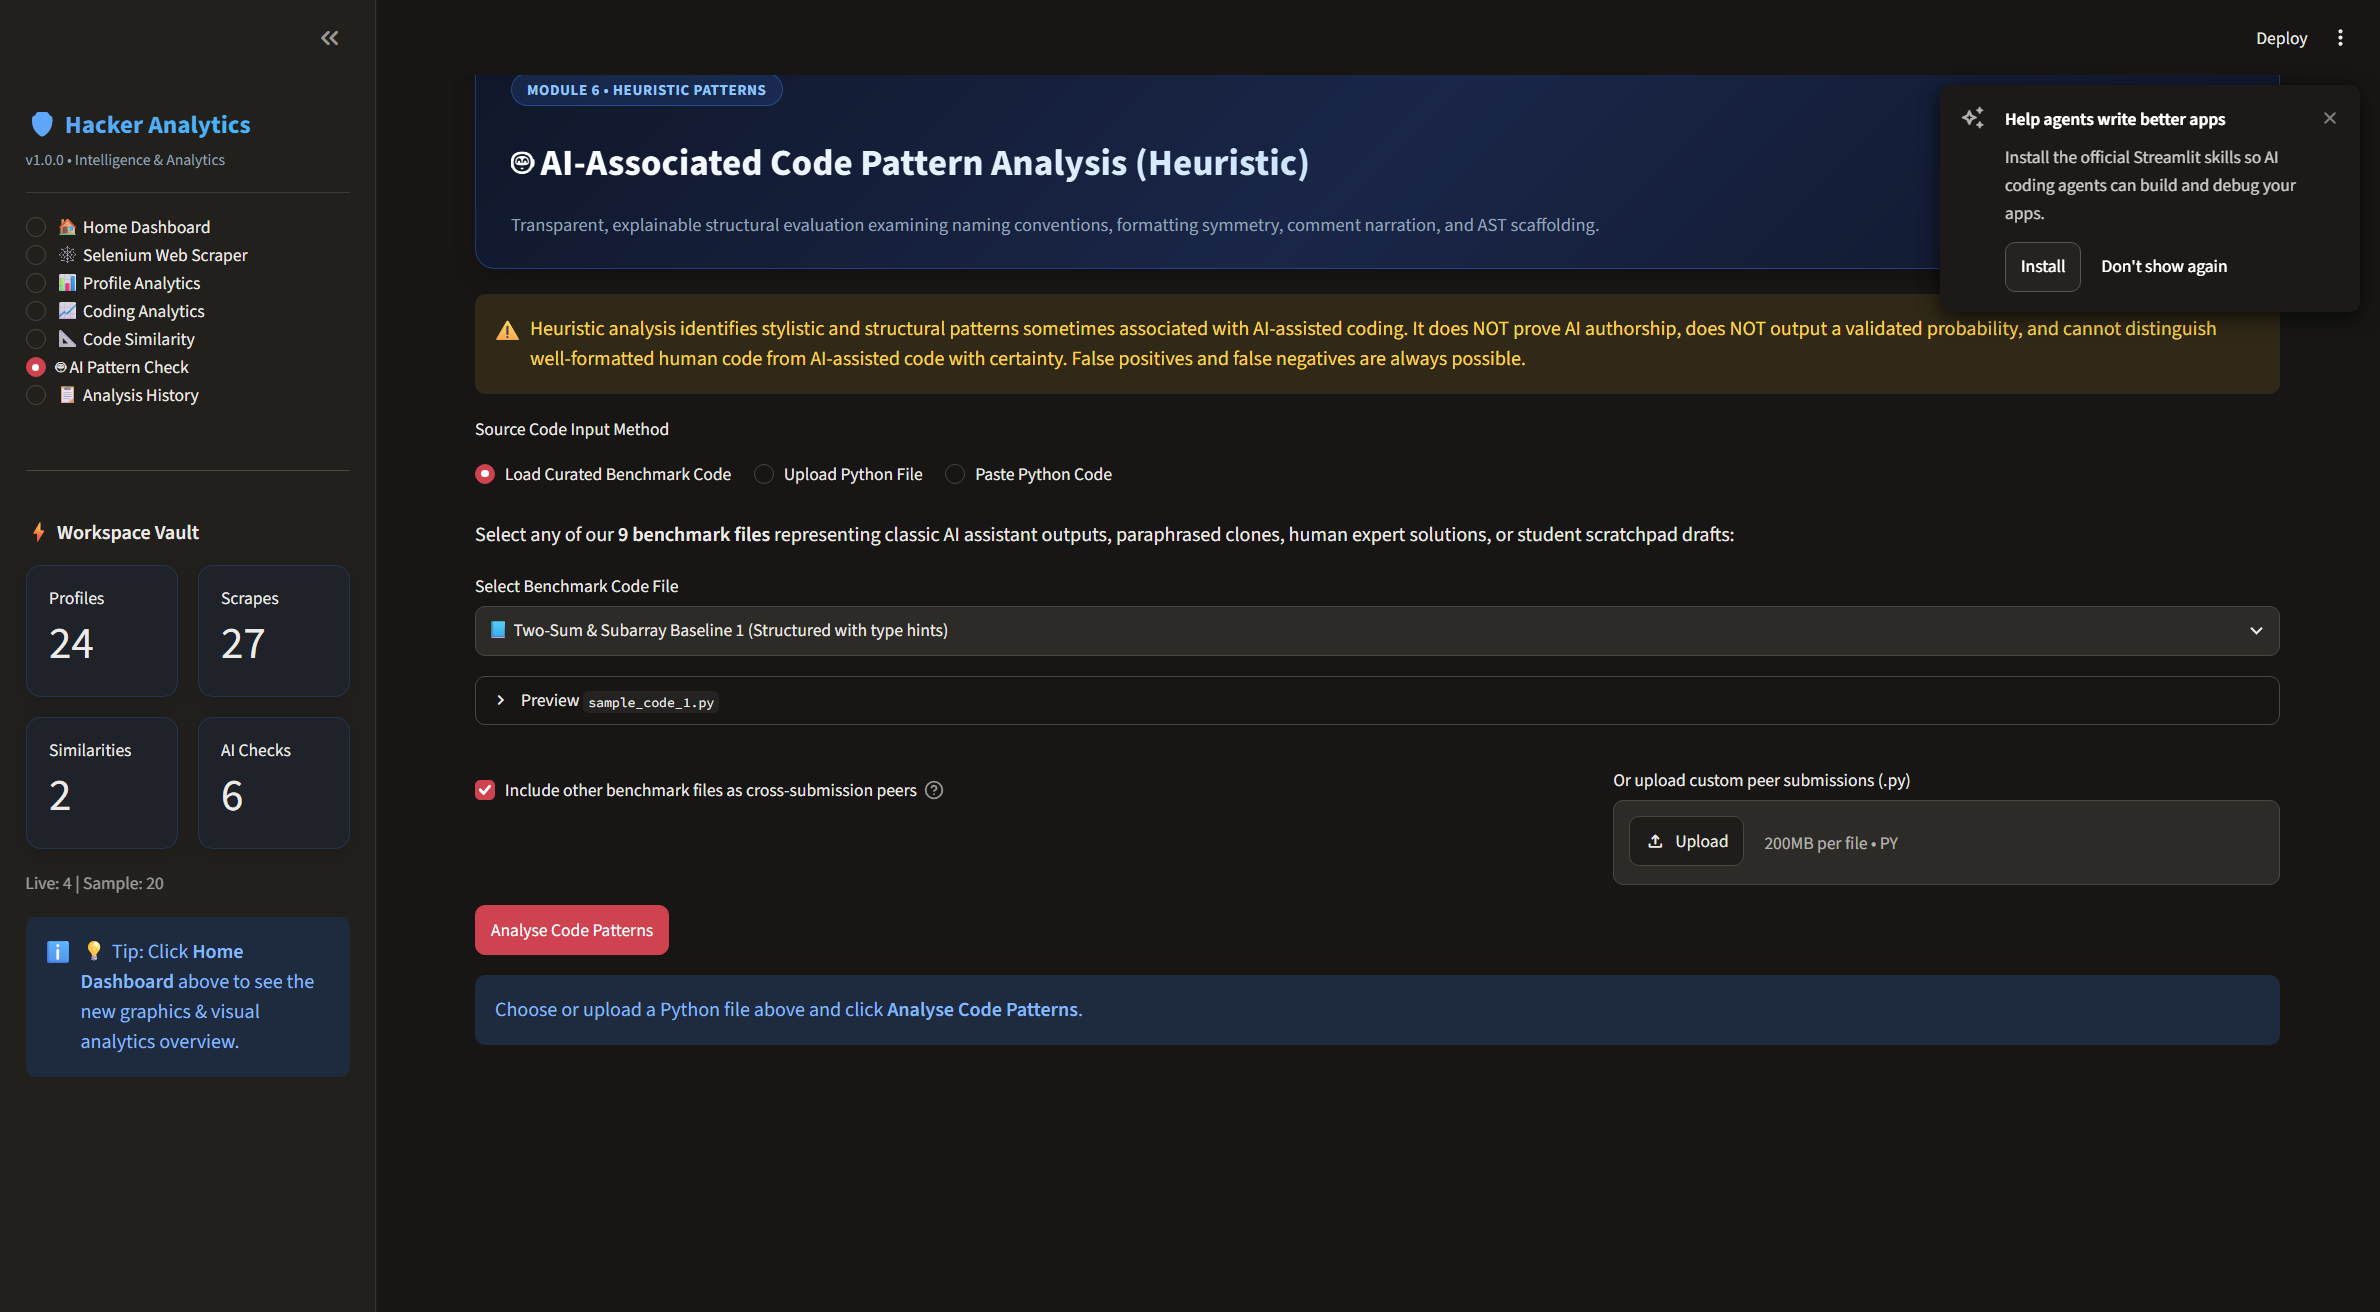 Deploy
Hacker Analytics
v1.0.0 • Intelligence & Analytics
Home Dashboard
Selenium Web Scraper
Profile Analytics
Coding Analytics
Code Similarity
AI Pattern Check
Analysis History
Workspace Vault
Profiles
24
Scrapes
27
Similarities
2
AI Checks
6
Live: 4 | Sample: 20
Tip: Click Home
Dashboard above to see the
new graphics & visual
analytics overview.
MODULE 6 • HEURISTIC PATTERNS
AI-Associated Code Pattern Analysis (Heuristic)
Transparent, explainable structural evaluation examining naming conventions, formatting symmetry, comment narration, and AST scaffolding.
Help agents write better apps
Install the official Streamlit skills so AI
coding agents can build and debug your
apps.
Install
Don't show again
Heuristic analysis identifies stylistic and structural patterns sometimes associated with AI-assisted coding. It does NOT prove AI authorship, does NOT output a validated probability, and cannot distinguish
well-formatted human code from AI-assisted code with certainty. False positives and false negatives are always possible.
Source Code Input Method
Load Curated Benchmark Code
Upload Python File
Paste Python Code
Select any of our 9 benchmark files representing classic AI assistant outputs, paraphrased clones, human expert solutions, or student scratchpad drafts:
Select Benchmark Code File
Two-Sum & Subarray Baseline 1 (Structured with type hints)
Preview sample_code_1.py
Include other benchmark files as cross-submission peers
Or upload custom peer submissions (.py)
Upload
200MB per file • PY
Analyse Code Patterns
Choose or upload a Python file above and click Analyse Code Patterns.